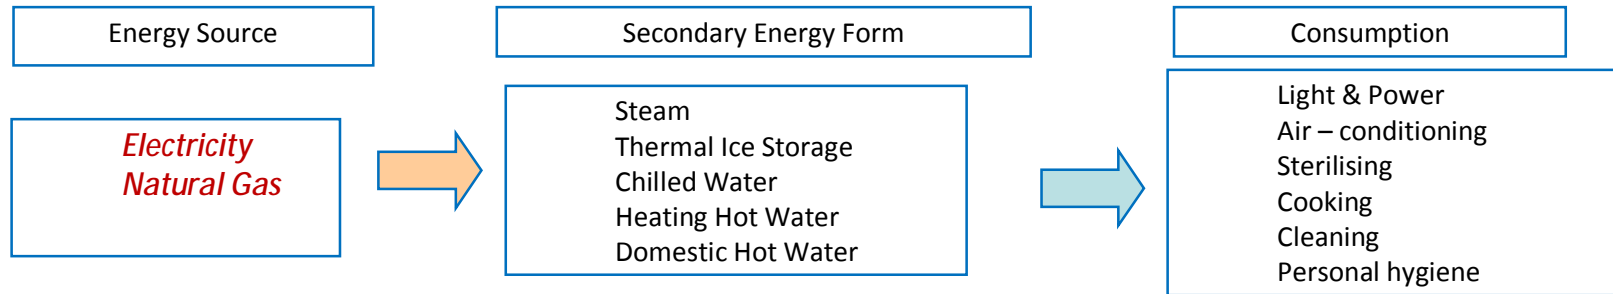 Energy Source
Secondary Energy Form
Consumption
Electricity
Natural Gas
Steam
Thermal Ice Storage
Chilled Water
Heating Hot Water
Domestic Hot Water
Light & Power
Air – conditioning
Sterilising
Cooking
Cleaning
Personal hygiene